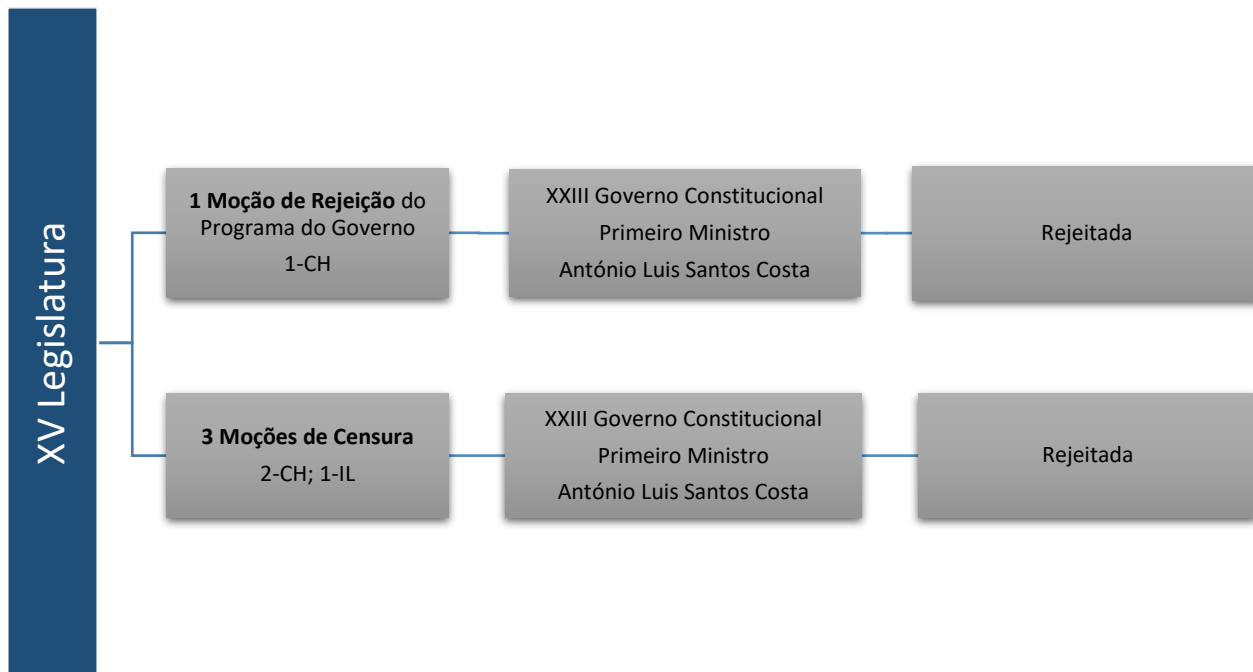 XV Legislatura
1 Moção de Rejeição do
Programa do Governo
1-CH
XXIII Governo Constitucional
Primeiro Ministro
António Luis Santos Costa
Rejeitada
3 Moções de Censura
2-CH; 1-IL
XXIII Governo Constitucional
Primeiro Ministro
António Luis Santos Costa
Rejeitada